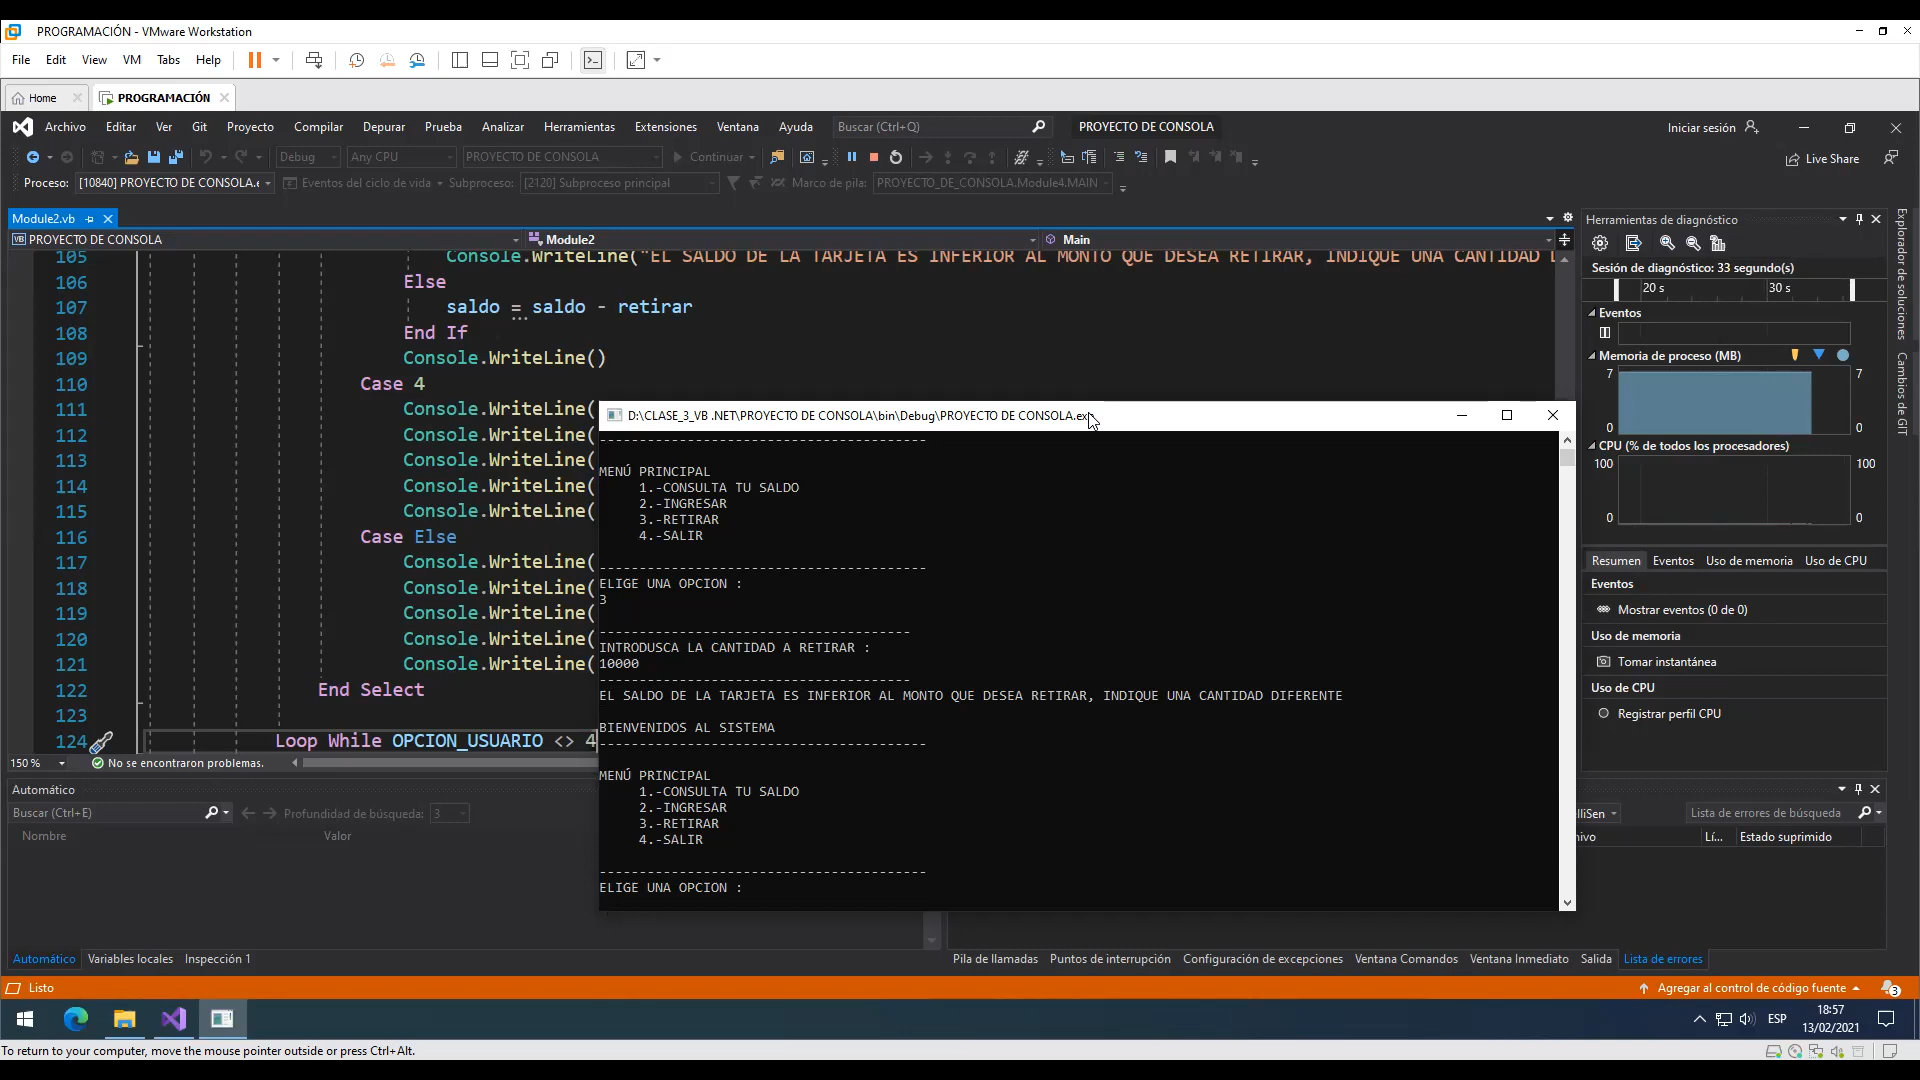 PROGRAMACIÓN - VMware Workstation
File Edit View VM Tabs Help
Home PROGRAMACIÓN
Archivo Editar Ver Git Proyecto Compilar Depurar Prueba Analizar Herramientas Extensiones Ventana Ayuda Buscar (Ctrl+Q) PROYECTO DE CONSOLA Iniciar sesión
Debug Any CPU PROYECTO DE CONSOLA Continuar Live Share
Proceso: [10840] PROYECTO DE CONSOLA.e Eventos del ciclo de vida Subproceso: [2120] Subproceso principal Marco de pila: PROYECTO_DE_CONSOLA.Module4.MAIN
Module2.vb
PROYECTO DE CONSOLA Module2 Main
105 Console.WriteLine("EL SALDO DE LA TARJETA ES INFERIOR AL MONTO QUE DESEA RETIRAR, INDIQUE UNA CANTIDAD D
106 Else
107 saldo = saldo - retirar
108 End If
109 Console.WriteLine()
110 Case 4
111 Console.WriteLine(
112 Console.WriteLine(
113 Console.WriteLine(
114 Console.WriteLine(
115 Console.WriteLine(
116 Case Else
117 Console.WriteLine(
118 Console.WriteLine(
119 Console.WriteLine(
120 Console.WriteLine(
121 Console.WriteLine(
122 End Select
123
124 Loop While OPCION_USUARIO <> 4
150 % No se encontraron problemas.
D:\CLASE_3_VB .NET\PROYECTO DE CONSOLA\bin\Debug\PROYECTO DE CONSOLA.ex
-----------------------------------------
MENÚ PRINCIPAL
1.-CONSULTA TU SALDO
2.-INGRESAR
3.-RETIRAR
4.-SALIR
-----------------------------------------
ELIGE UNA OPCION :
3
---------------------------------------
INTRODUSCA LA CANTIDAD A RETIRAR :
10000
---------------------------------------
EL SALDO DE LA TARJETA ES INFERIOR AL MONTO QUE DESEA RETIRAR, INDIQUE UNA CANTIDAD DIFERENTE
BIENVENIDOS AL SISTEMA
-----------------------------------------
MENÚ PRINCIPAL
1.-CONSULTA TU SALDO
2.-INGRESAR
3.-RETIRAR
4.-SALIR
-----------------------------------------
ELIGE UNA OPCION :
Herramientas de diagnóstico
Sesión de diagnóstico: 33 segundo(s)
20 s 30 s
Eventos
Memoria de proceso (MB)
7 7
0 0
CPU (% de todos los procesadores)
100 100
0 0
Resumen Eventos Uso de memoria Uso de CPU
Eventos
Mostrar eventos (0 de 0)
Uso de memoria
Tomar instantánea
Uso de CPU
Registrar perfil CPU
Explorador de soluciones
Cambios de GIT
Automático
Buscar (Ctrl+E) Profundidad de búsqueda: 3
Nombre Valor
lliSen Lista de errores de búsqueda
ivo Lí... Estado suprimido
Automático Variables locales Inspección 1
Pila de llamadas Puntos de interrupción Configuración de excepciones Ventana Comandos Ventana Inmediato Salida Lista de errores
Listo Agregar al control de código fuente 3
ESP 18:57
13/02/2021
To return to your computer, move the mouse pointer outside or press Ctrl+Alt.